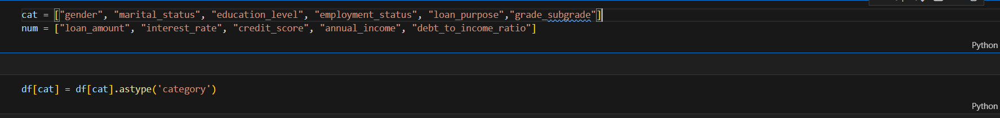 cat = ["gender", "marital_status", "education_level", "employment_status", "loan_purpose","grade_subgrade"]
num = ["loan_amount", "interest_rate", "credit_score", "annual_income", "debt_to_income_ratio"]
Python
df[cat] = df[cat].astype('category')
Python